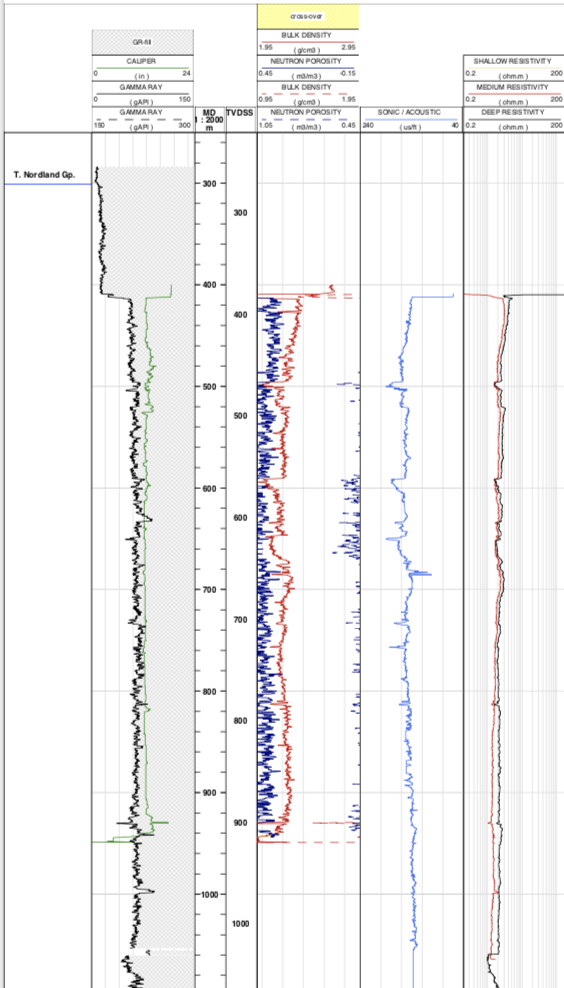 cross-over
BULK DENSITY
1.95 (g/cm3) 2.95
GR-fill
CALIPER
0 (in) 24
NEUTRON POROSITY
0.45 (m3/m3) -0.15
SHALLOW RESISTIVITY
0.2 (ohm.m) 200
GAMMA RAY
0 (gAPI) 150
BULK DENSITY
0.95 (g/cm3) 1.95
MEDIUM RESISTIVITY
0.2 (ohm.m) 200
GAMMA RAY
150 (gAPI) 300
MD
1 : 2000
m
TVDSS
NEUTRON POROSITY
1.05 (m3/m3) 0.45
SONIC / ACOUSTIC
240 (us/ft) 40
DEEP RESISTIVITY
0.2 (ohm.m) 200
T. Nordland Gp.
300
300
400
400
500
500
600
600
700
700
800
800
900
900
1000
1000